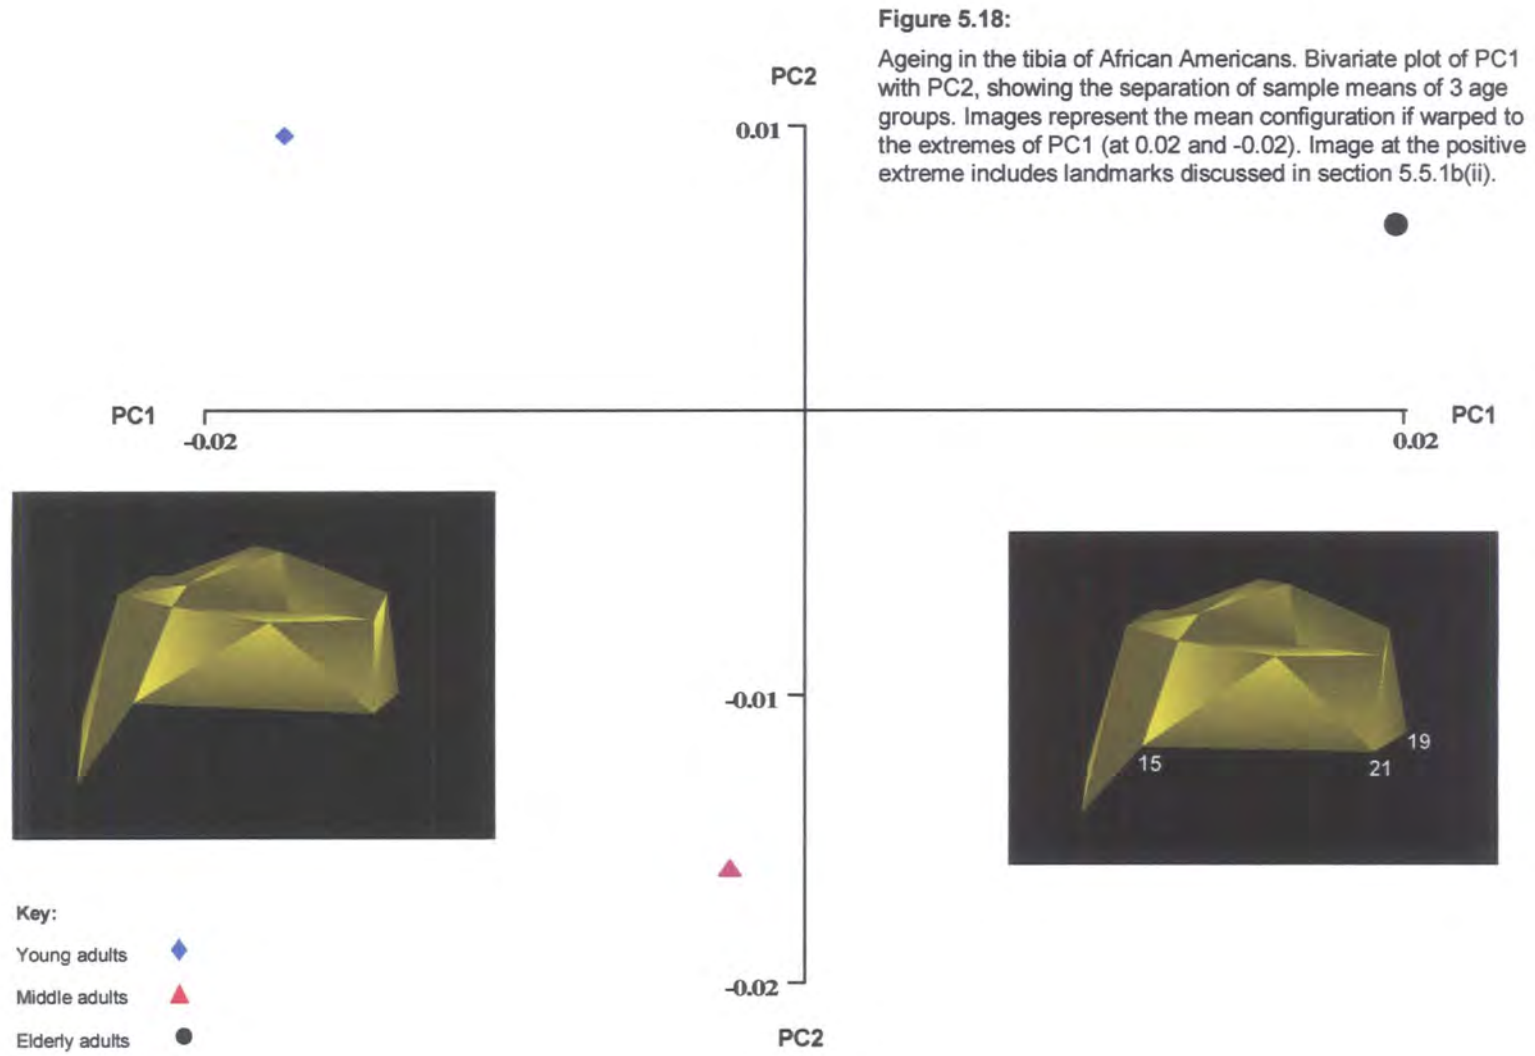 Figure 5.18:
Ageing in the tibia of African Americans. Bivariate plot of PC1
with PC2, showing the separation of sample means of 3 age
groups. Images represent the mean configuration if warped to
the extremes of PC1 (at 0.02 and -0.02). Image at the positive
extreme includes landmarks discussed in section 5.5.1b(ii).
PC2
0.01
PC1
-0.02
PC1
0.02
-0.01
15
21
19
-0.02
PC2
Key:
Young adults
Middle adults
Elderly adults